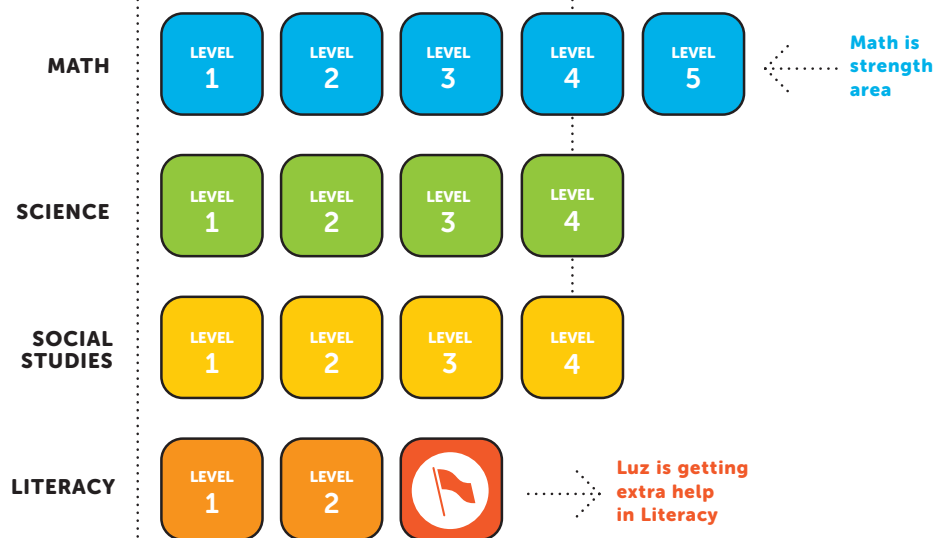 MATH
LEVEL
1
LEVEL
2
LEVEL
3
LEVEL
4
LEVEL
5
Math is
strength
area
SCIENCE
LEVEL
1
LEVEL
2
LEVEL
3
LEVEL
4
SOCIAL
STUDIES
LEVEL
1
LEVEL
2
LEVEL
3
LEVEL
4
LITERACY
LEVEL
1
LEVEL
2
Luz is getting
extra help
in Literacy